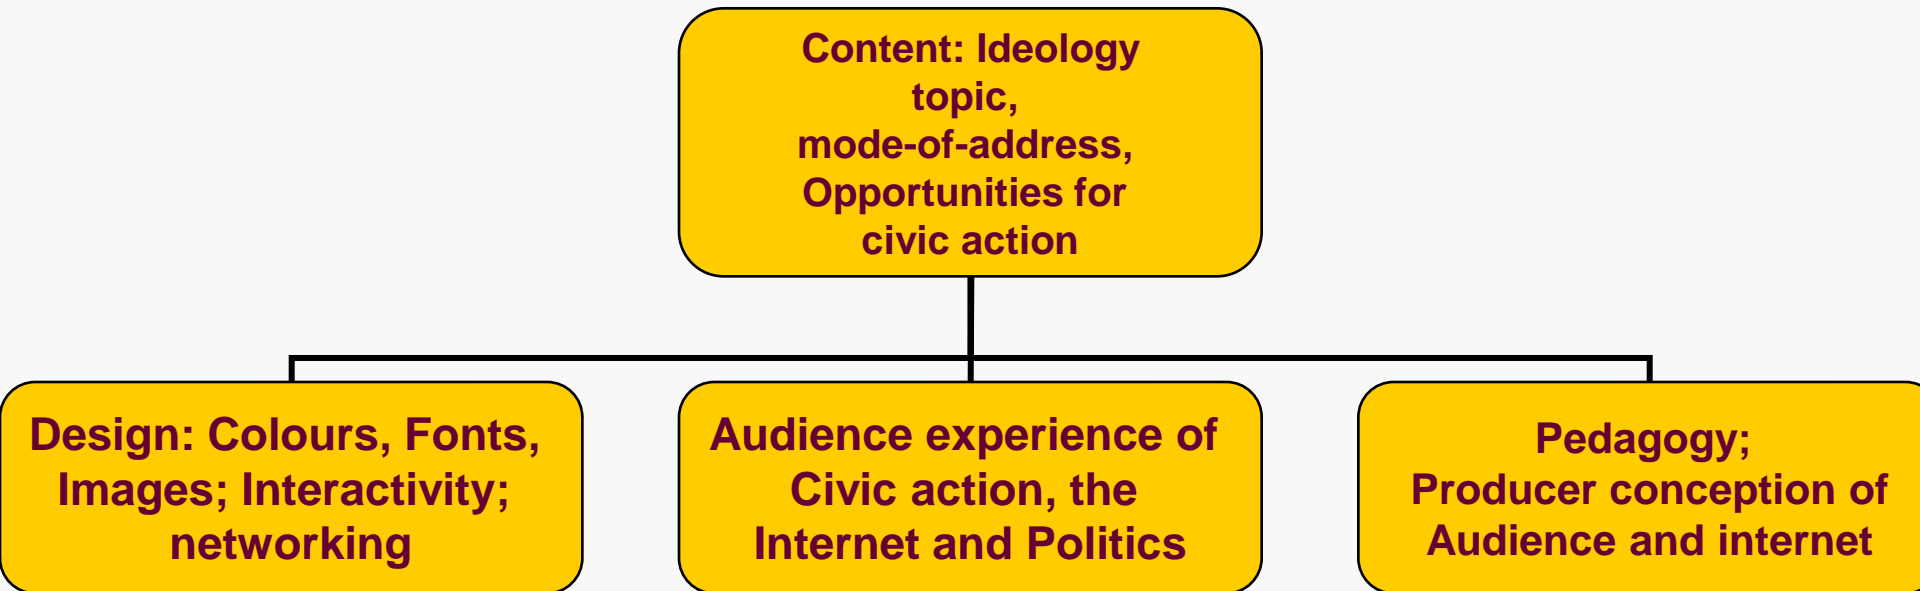 Content: Ideology
topic,
mode-of-address,
Opportunities for
civic action
Design: Colours, Fonts,
Images; Interactivity;
networking
Audience experience of
Civic action, the
Internet and Politics
Pedagogy;
Producer conception of
Audience and internet